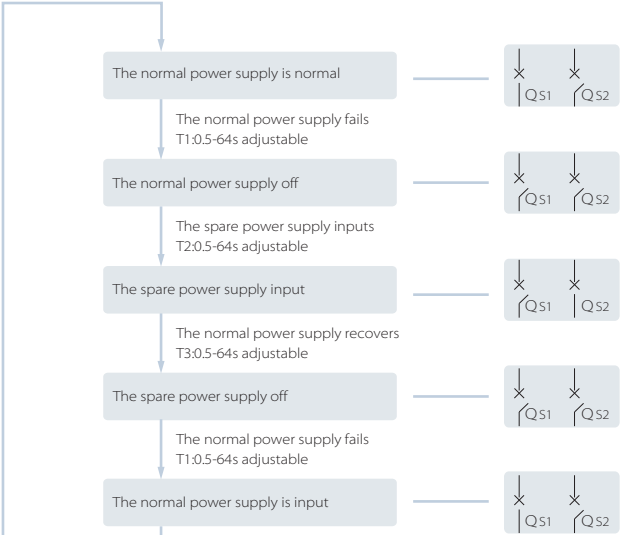 The normal power supply is normal
QS1 QS2
The normal power supply fails
T1:0.5-64s adjustable
The normal power supply off
QS1 QS2
The spare power supply inputs
T2:0.5-64s adjustable
The spare power supply input
QS1 QS2
The normal power supply recovers
T3:0.5-64s adjustable
The spare power supply off
QS1 QS2
The normal power supply fails
T1:0.5-64s adjustable
The normal power supply is input
QS1 QS2